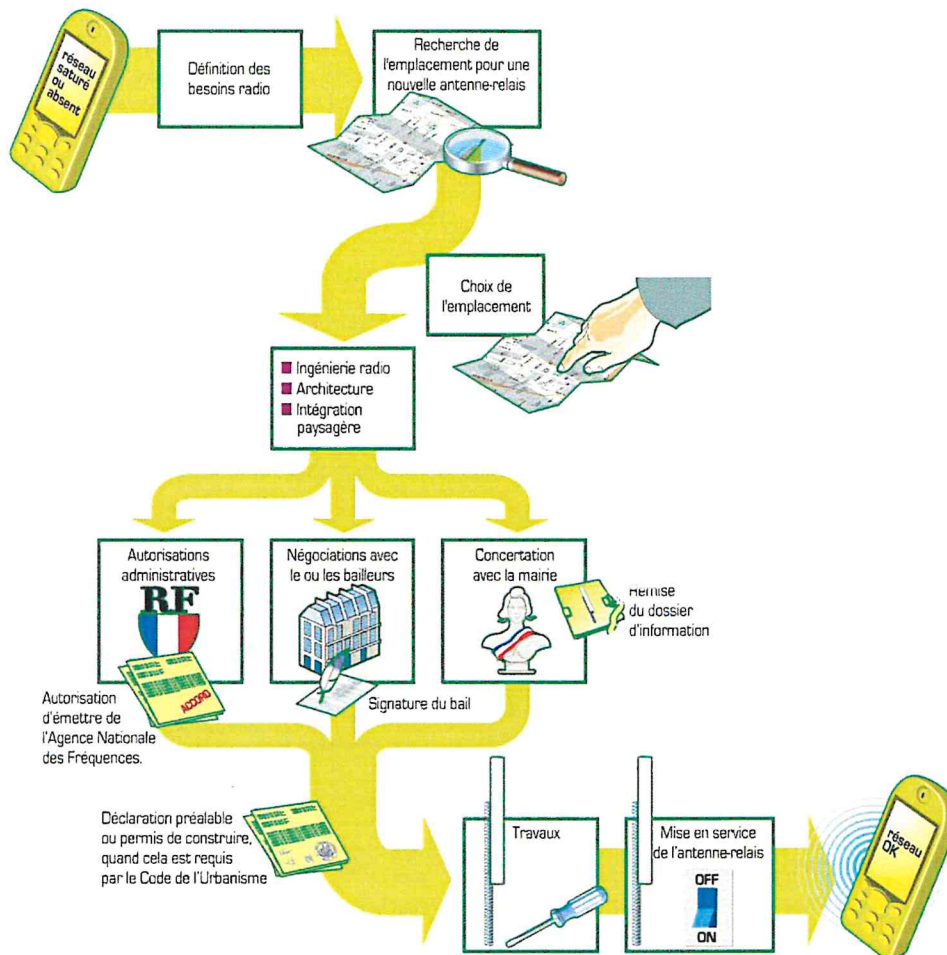 réseau
saturé
ou
absent
Définition des
besoins radio
Recherche de
l'emplacement pour une
nouvelle antenne-relais
Choix de
l'emplacement
Ingénierie radio
Architecture
Intégration
paysagère
Autorisations
administratives
RF
ACCORD
Autorisation
d'émettre de
l'Agence Nationale
des Fréquences.
Négociations avec
le ou les bailleurs
Signature du bail
Concertation
avec la mairie
Remise
du dossier
d'information
Déclaration préalable
ou permis de construire,
quand cela est requis
par le Code de l'Urbanisme
Travaux
Mise en service
de l'antenne-relais
OFF
ON
réseau
OK